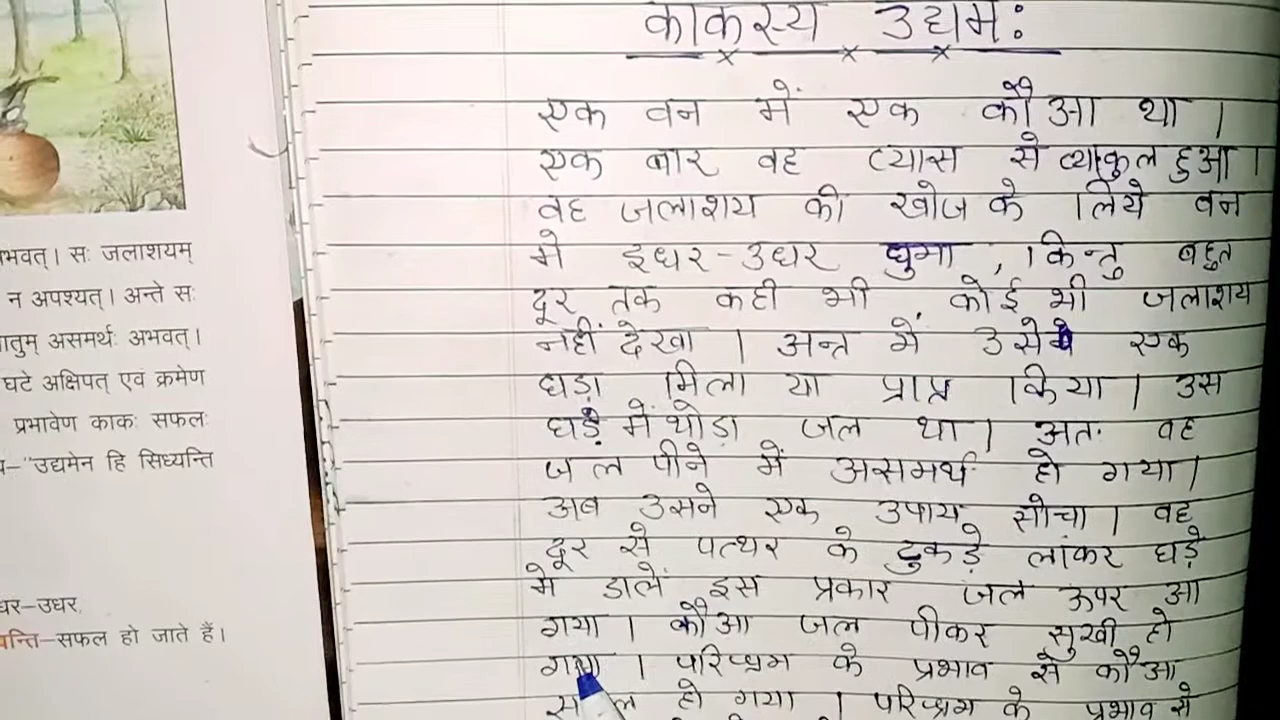 भवत्। सः जलाशयम्
न अपश्यत्। अन्ते सः
ातुम् असमर्थः अभवत्।
घटे अक्षिपत् एवं क्रमेण
प्रभावेण काकः सफलः
–"उद्यमेन हि सिध्यन्ति
धर–उधर,
न्ति–सफल हो जाते हैं।
काकस्य उद्यमः
एक वन में एक कौआ था ।
एक बार वह प्यास से व्याकुल हुआ ।
वह जलाशय की खोज के लिये वन
मे इधर-उधर घुमा , किन्तु बहुत
दूर तक कही भी कोई भी जलाशय
नहीं देखा । अन्त में उसे एक
घड़ा मिला या प्राप्त किया । उस
घड़े में थोड़ा जल था । अतः वह
जल पीने में असमर्थ हो गया ।
अब उसने एक उपाय सोचा । वह
दूर से पत्थर के टुकड़े लाकर घड़े
मे डालें इस प्रकार जल ऊपर आ
गया । कौआ जल पीकर सुखी हो
गया । परिश्रम के प्रभाव से कौआ
हो गया । परिश्रम के प्रभाव से